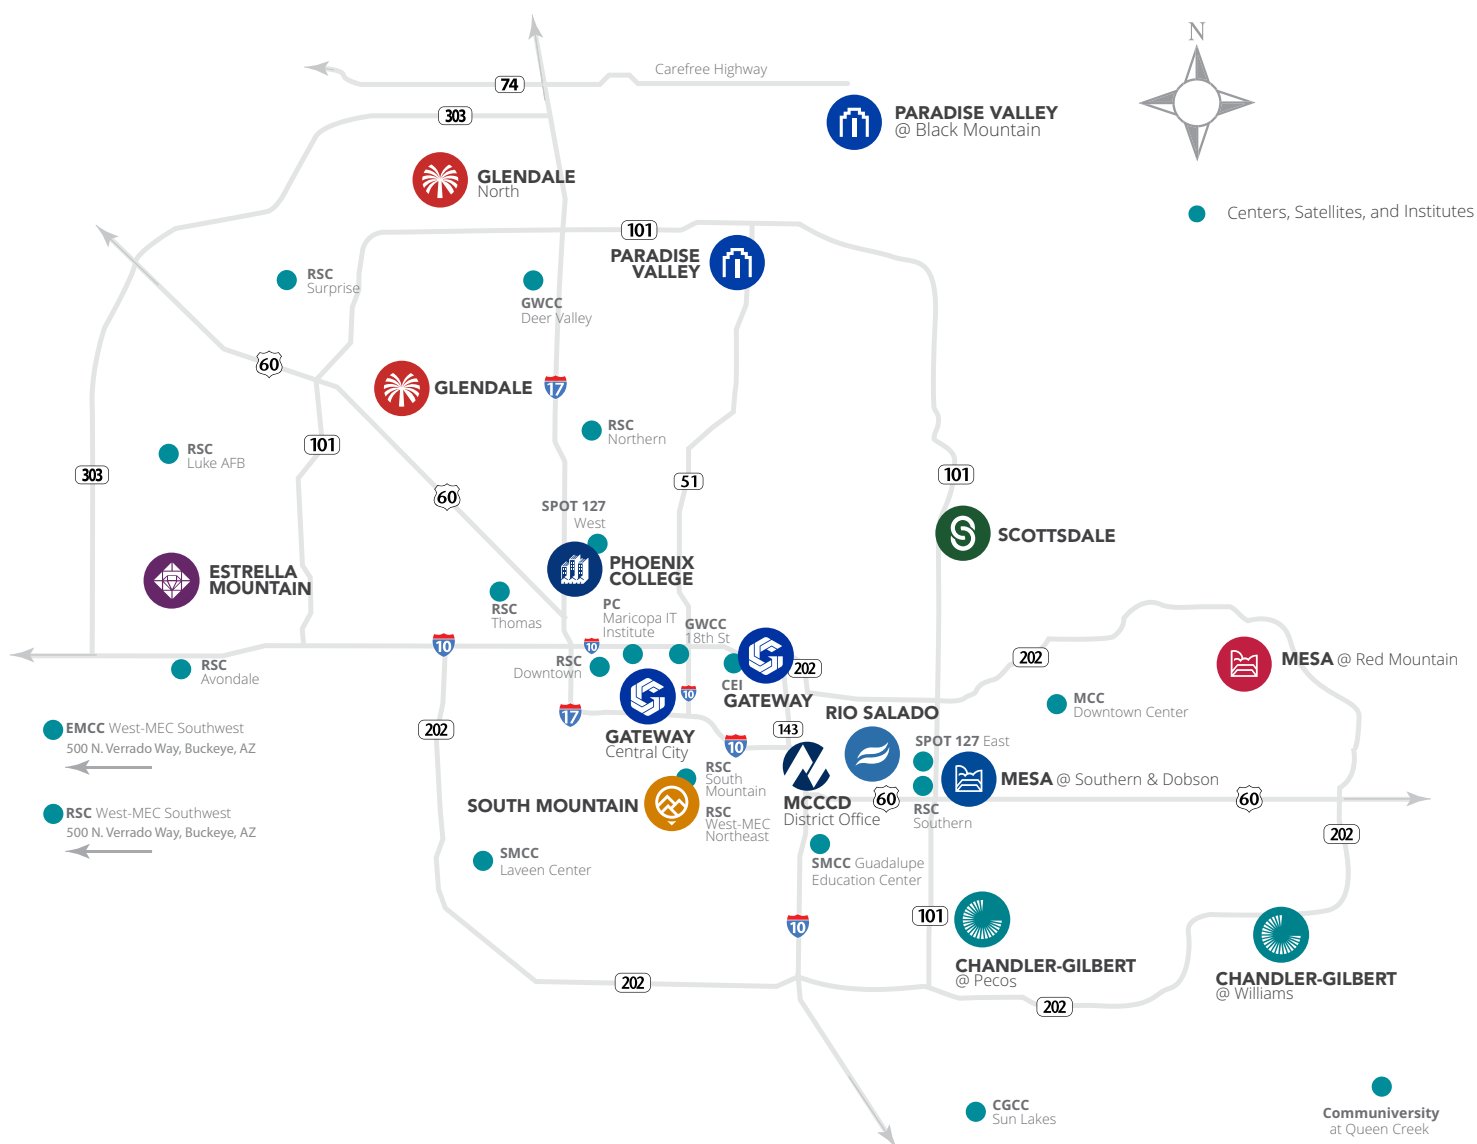 N
Carefree Highway
74
303
PARADISE VALLEY
@ Black Mountain
GLENDALE
North
Centers, Satellites, and Institutes
101
PARADISE
VALLEY
RSC
Surprise
GWCC
Deer Valley
60
GLENDALE
17
RSC
Northern
101
RSC
Luke AFB
303
60
51
101
SPOT 127
West
SCOTTSDALE
PHOENIX
COLLEGE
ESTRELLA
MOUNTAIN
RSC
Thomas
PC
Maricopa IT
Institute
GWCC
18th St
10
10
RSC
Downtown
CEI
GATEWAY
202
202
MESA @ Red Mountain
RSC
Avondale
10
MCC
Downtown Center
17
GATEWAY
Central City
RIO SALADO
143
10
202
EMCC West-MEC Southwest
500 N. Verrado Way, Buckeye, AZ
SPOT 127 East
RSC
South
Mountain
MESA @ Southern & Dobson
SOUTH MOUNTAIN
MCCCD
District Office
60
60
RSC
West-MEC
Northeast
RSC
Southern
RSC West-MEC Southwest
500 N. Verrado Way, Buckeye, AZ
202
SMCC
Laveen Center
SMCC Guadalupe
Education Center
101
10
CHANDLER-GILBERT
@ Pecos
CHANDLER-GILBERT
@ Williams
202
202
CGCC
Sun Lakes
Communiversity
at Queen Creek